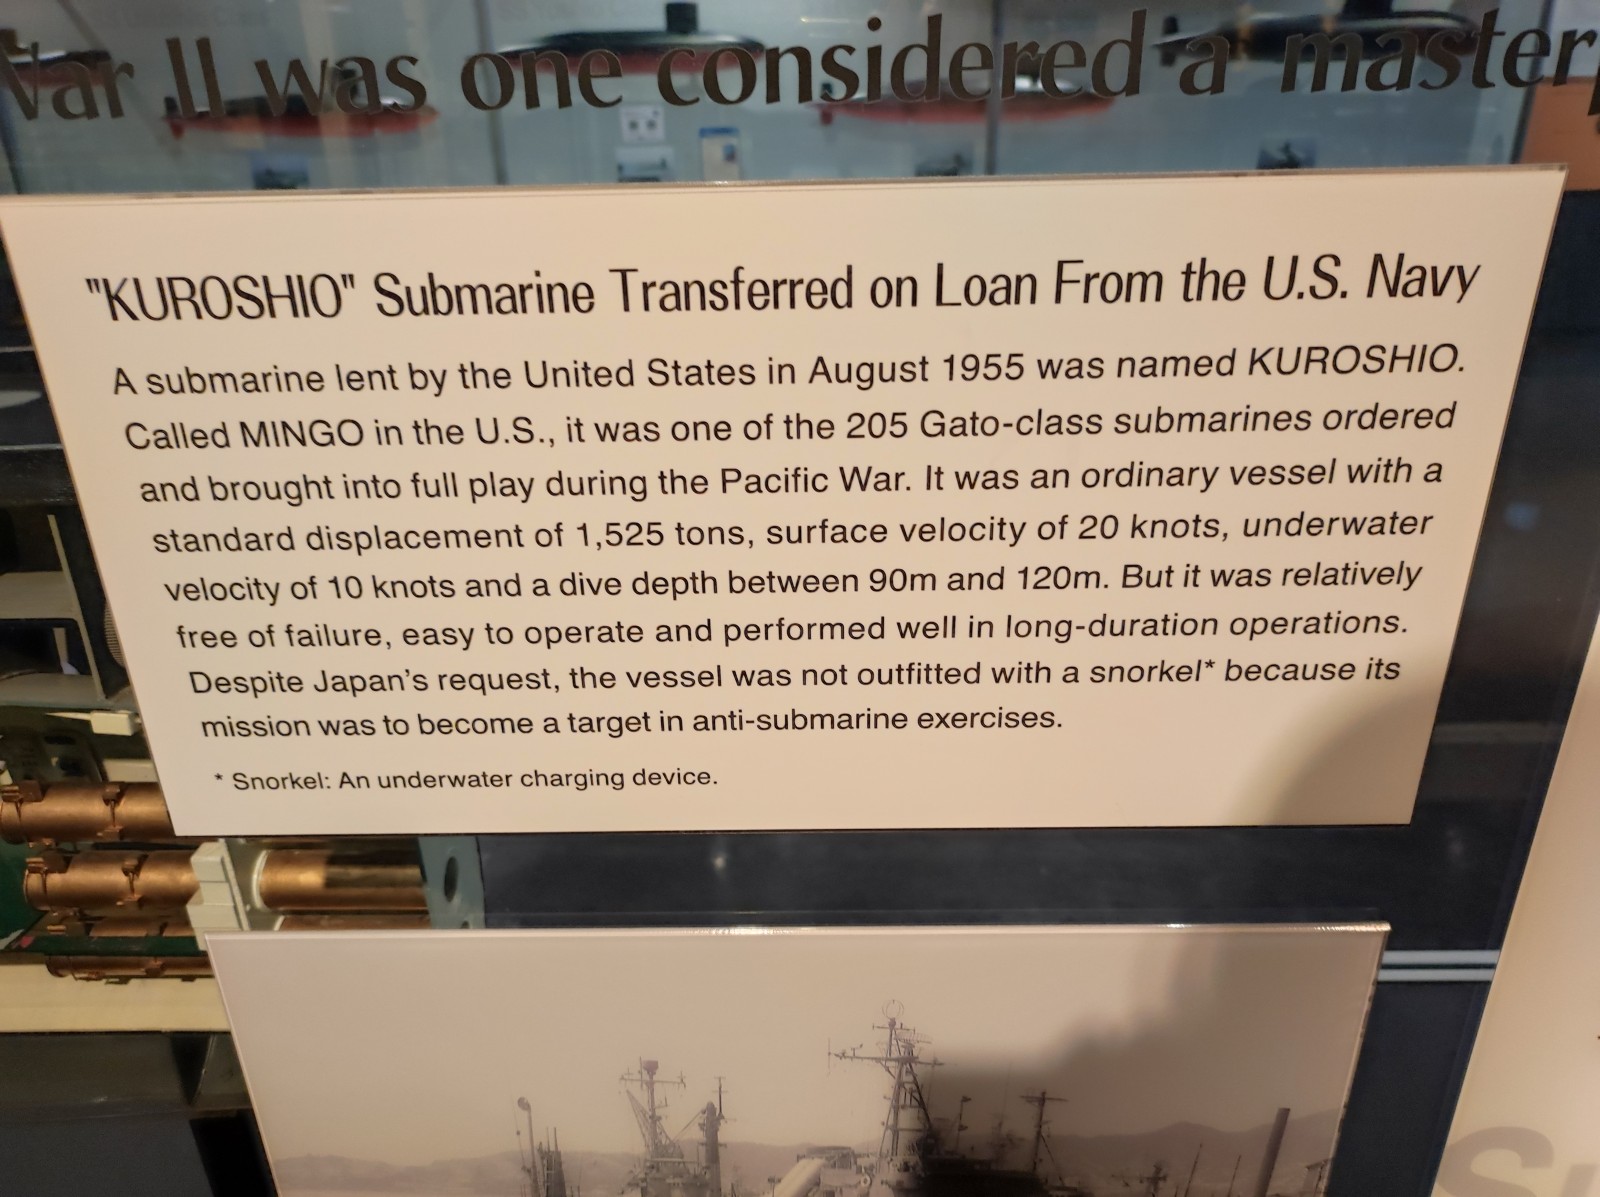 War II was one considered a master
"KUROSHIO" Submarine Transferred on Loan From the U.S. Navy
A submarine lent by the United States in August 1955 was named KUROSHIO.
Called MINGO in the U.S., it was one of the 205 Gato-class submarines ordered
and brought into full play during the Pacific War. It was an ordinary vessel with a
standard displacement of 1,525 tons, surface velocity of 20 knots, underwater
velocity of 10 knots and a dive depth between 90m and 120m. But it was relatively
free of failure, easy to operate and performed well in long-duration operations.
Despite Japan's request, the vessel was not outfitted with a snorkel* because its
mission was to become a target in anti-submarine exercises.
* Snorkel: An underwater charging device.